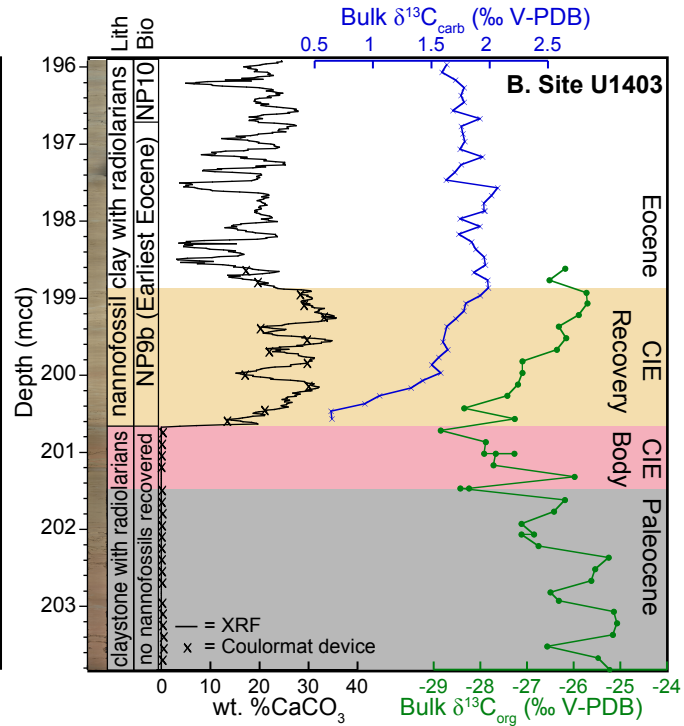 Bulk δ¹³C_carb (‰ V-PDB)
0.5 1 1.5 2 2.5
Lith
Bio
B. Site U1403
196
197
198
199
200
201
202
203
Depth (mcd)
nannofossil clay with radiolarians
claystone with radiolarians
NP10
NP9b (Earliest Eocene)
no nannofossils recovered
Eocene
CIE Recovery
CIE Body
Paleocene
— = XRF
x = Coulormat device
0 10 20 30 40
wt. %CaCO₃
-29 -28 -27 -26 -25 -24
Bulk δ¹³C_org (‰ V-PDB)